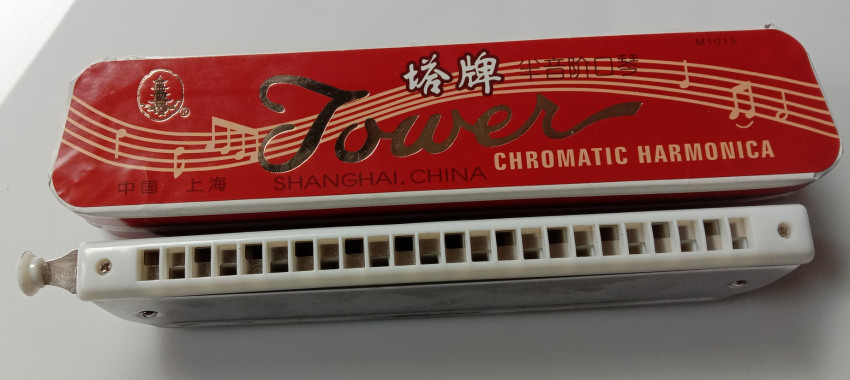 M1015
塔牌 半音阶口琴
Tower
®
CHROMATIC HARMONICA
中国 上海 SHANGHAI, CHINA